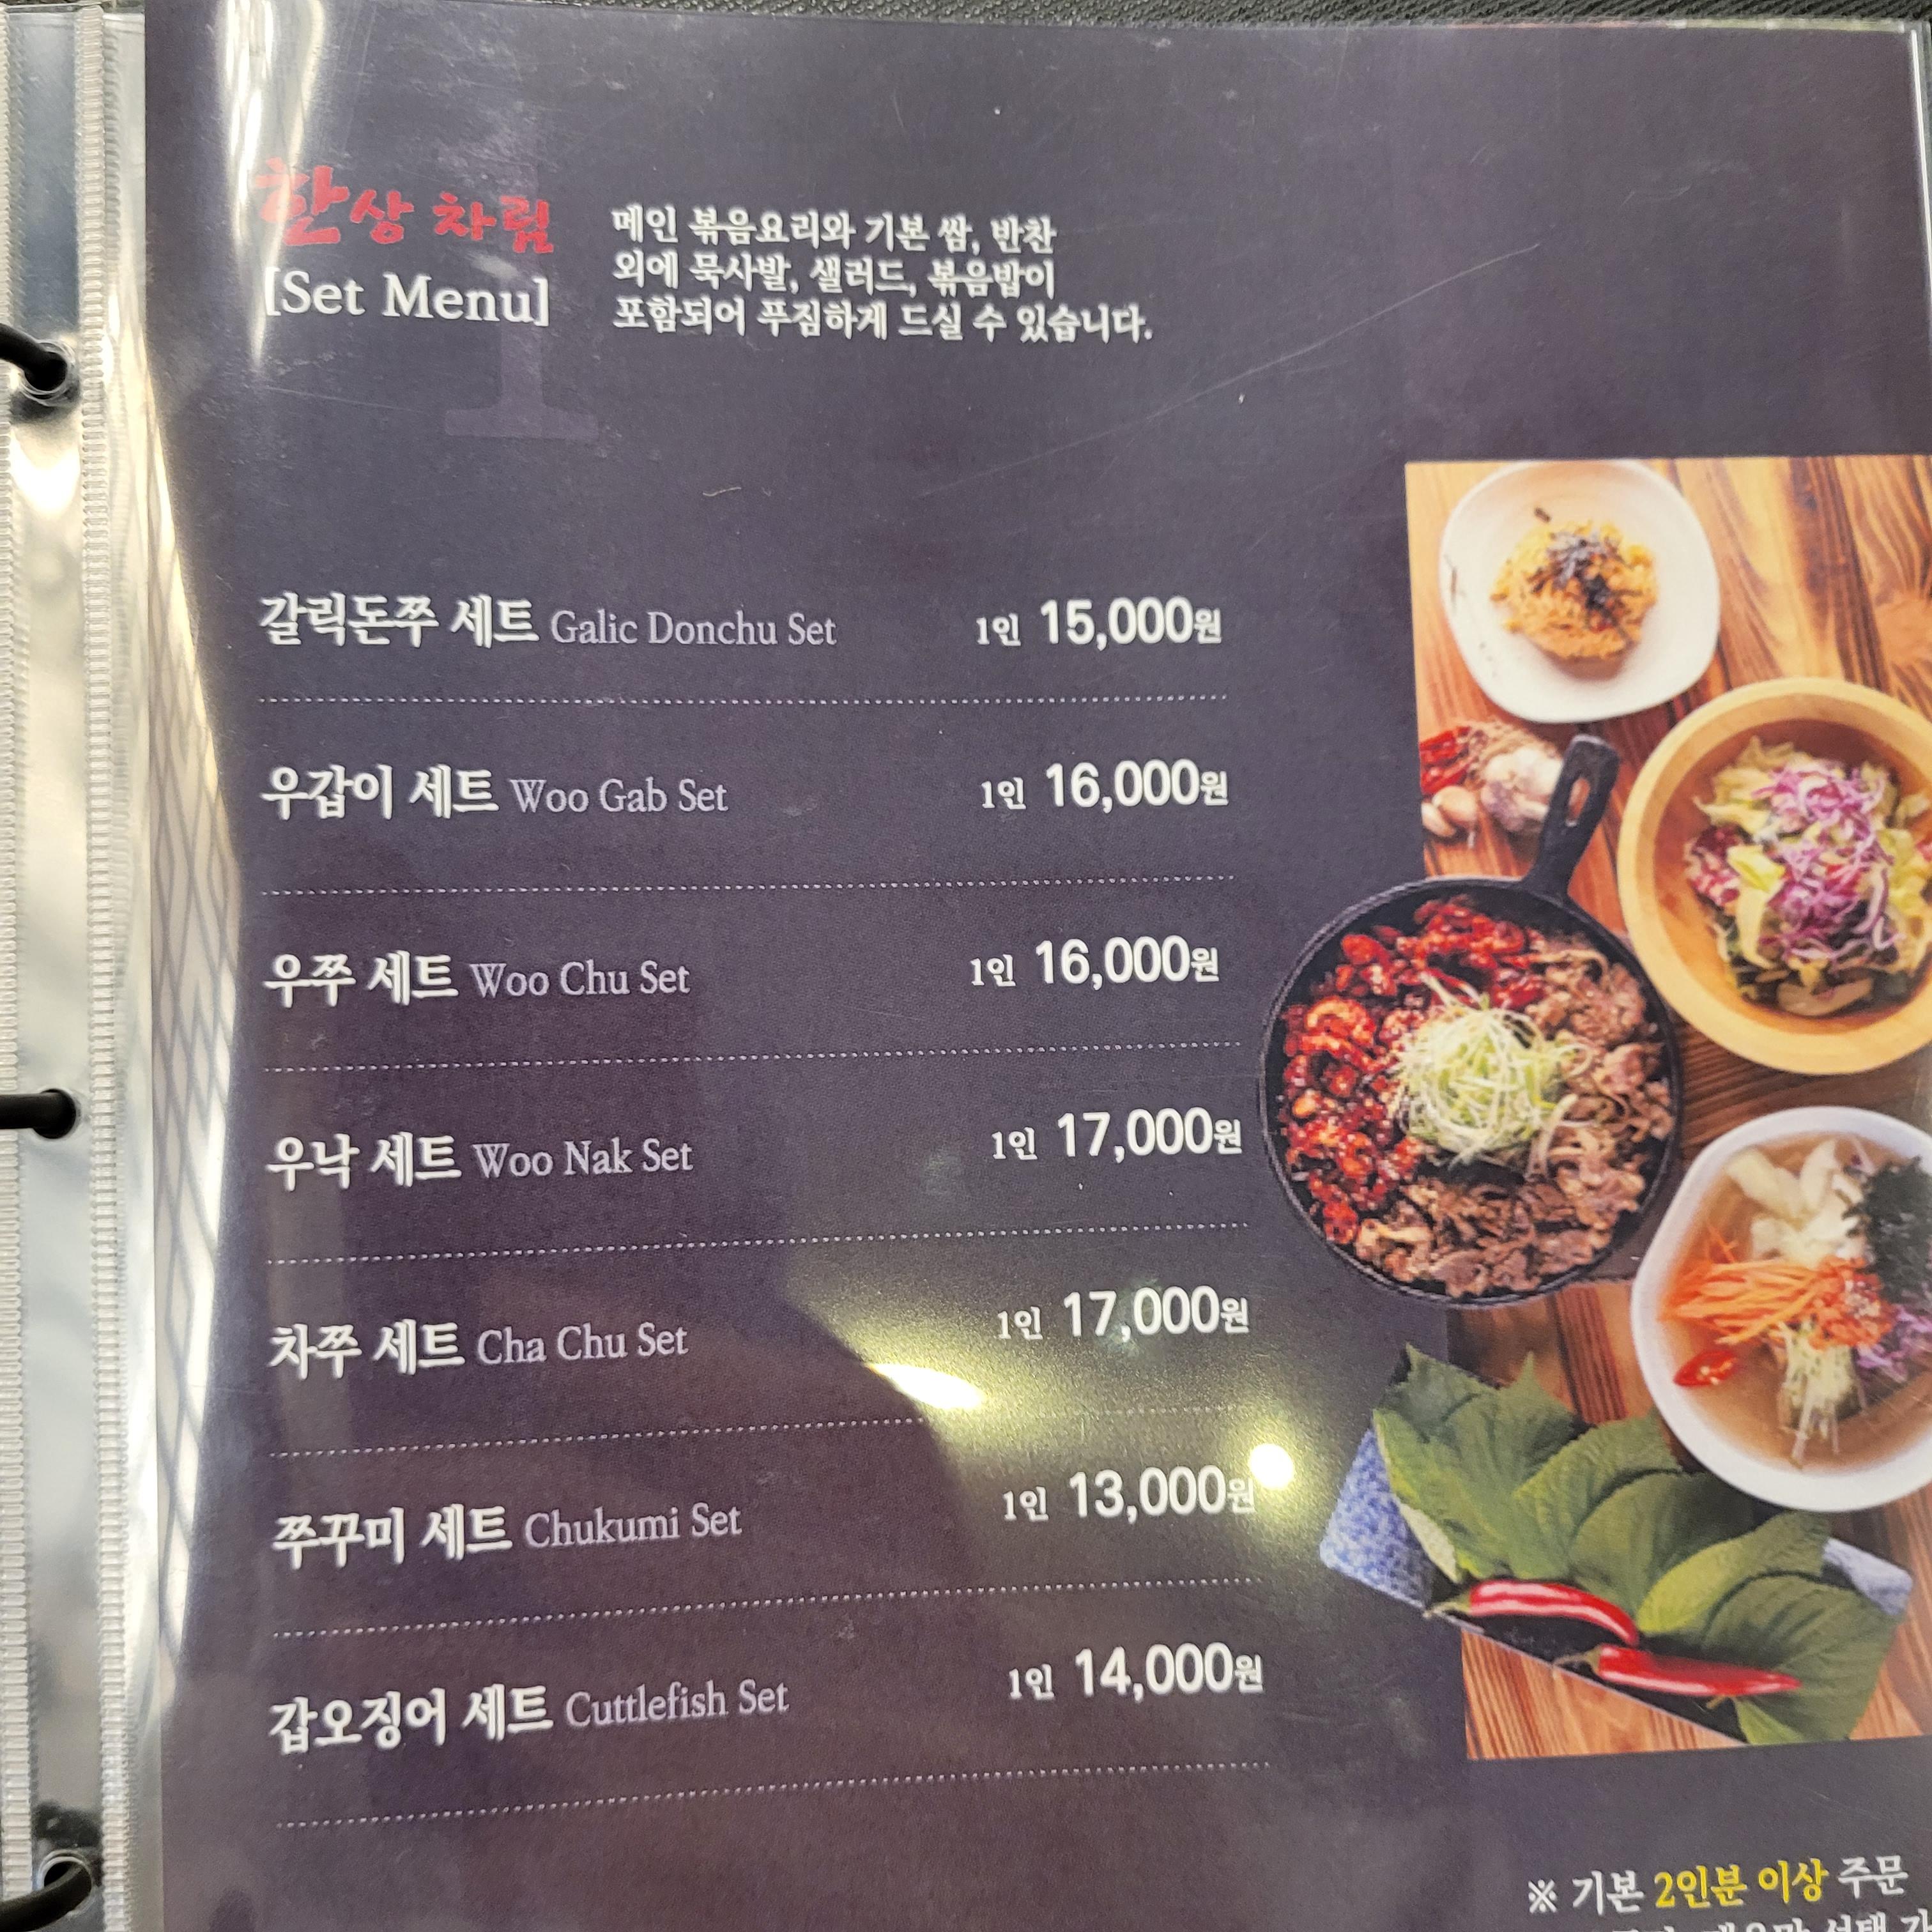 한상 차림
[Set Menu]
메인 볶음요리와 기본 쌈, 반찬
외에 묵사발, 샐러드, 볶음밥이
포함되어 푸짐하게 드실 수 있습니다.
1
갈릭돈쭈 세트 Galic Donchu Set 1인 15,000원
우갑이 세트 Woo Gab Set 1인 16,000원
우쭈 세트 Woo Chu Set 1인 16,000원
우낙 세트 Woo Nak Set 1인 17,000원
차쭈 세트 Cha Chu Set 1인 17,000원
쭈꾸미 세트 Chukumi Set 1인 13,000원
갑오징어 세트 Cuttlefish Set 1인 14,000원
※ 기본 2인분 이상 주문